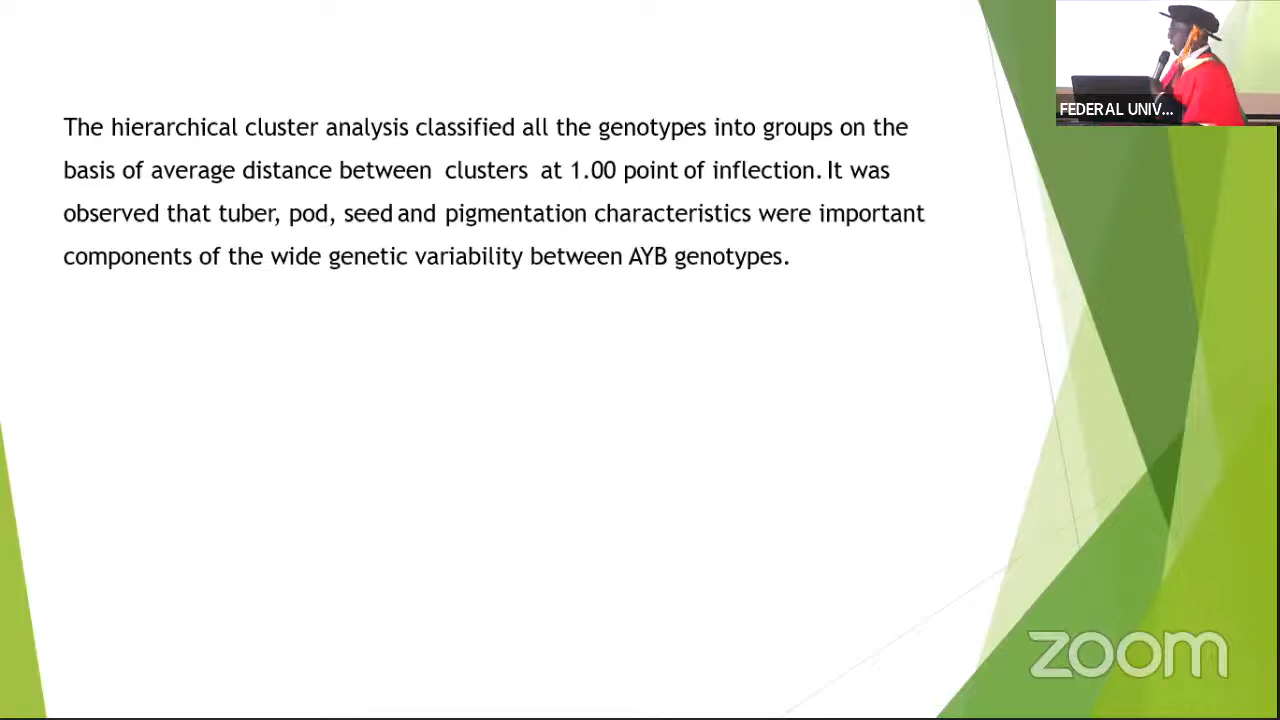 The hierarchical cluster analysis classified all the genotypes into groups on the
basis of average distance between clusters at 1.00 point of inflection. It was
observed that tuber, pod, seed and pigmentation characteristics were important
components of the wide genetic variability between AYB genotypes.
FEDERAL UNIV...
zoom